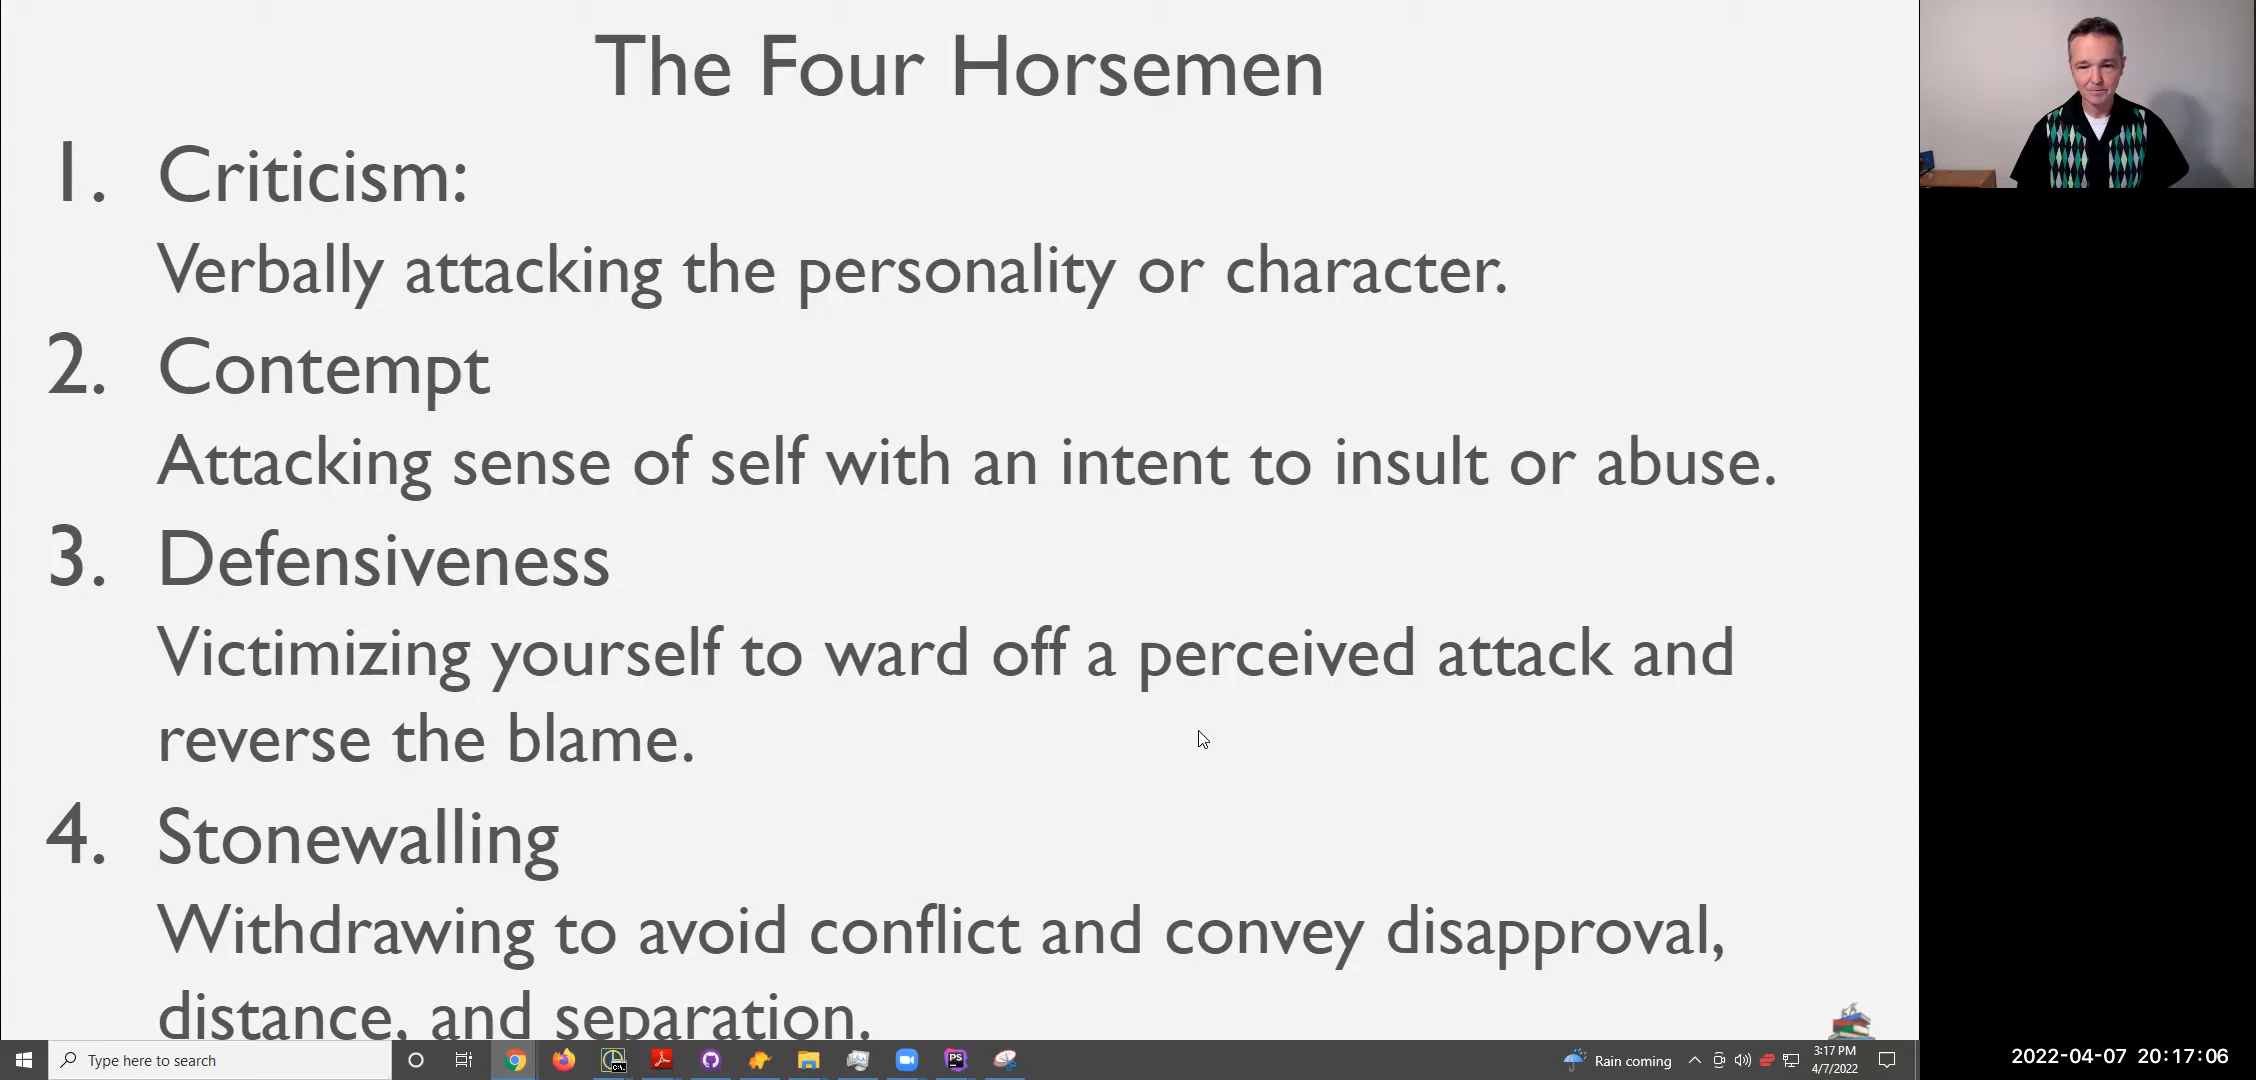 The Four Horsemen
1. Criticism:
Verbally attacking the personality or character.
2. Contempt
Attacking sense of self with an intent to insult or abuse.
3. Defensiveness
Victimizing yourself to ward off a perceived attack and
reverse the blame.
4. Stonewalling
Withdrawing to avoid conflict and convey disapproval,
distance, and separation.
Type here to search
C:\.
PS
Rain coming
3:17 PM
4/7/2022
2022-04-07 20:17:06